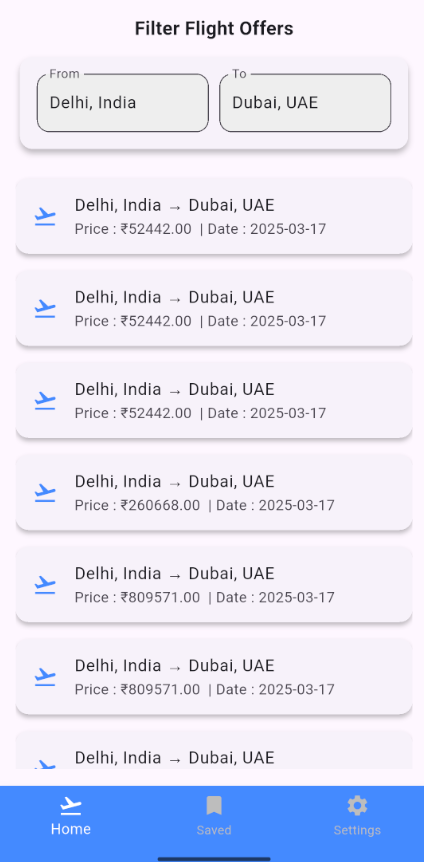 Filter Flight Offers
From To
Delhi, India Dubai, UAE
Delhi, India → Dubai, UAE
Price : ₹52442.00 | Date : 2025-03-17
Delhi, India → Dubai, UAE
Price : ₹52442.00 | Date : 2025-03-17
Delhi, India → Dubai, UAE
Price : ₹52442.00 | Date : 2025-03-17
Delhi, India → Dubai, UAE
Price : ₹260668.00 | Date : 2025-03-17
Delhi, India → Dubai, UAE
Price : ₹809571.00 | Date : 2025-03-17
Delhi, India → Dubai, UAE
Price : ₹809571.00 | Date : 2025-03-17
Delhi, India → Dubai, UAE
Home Saved Settings